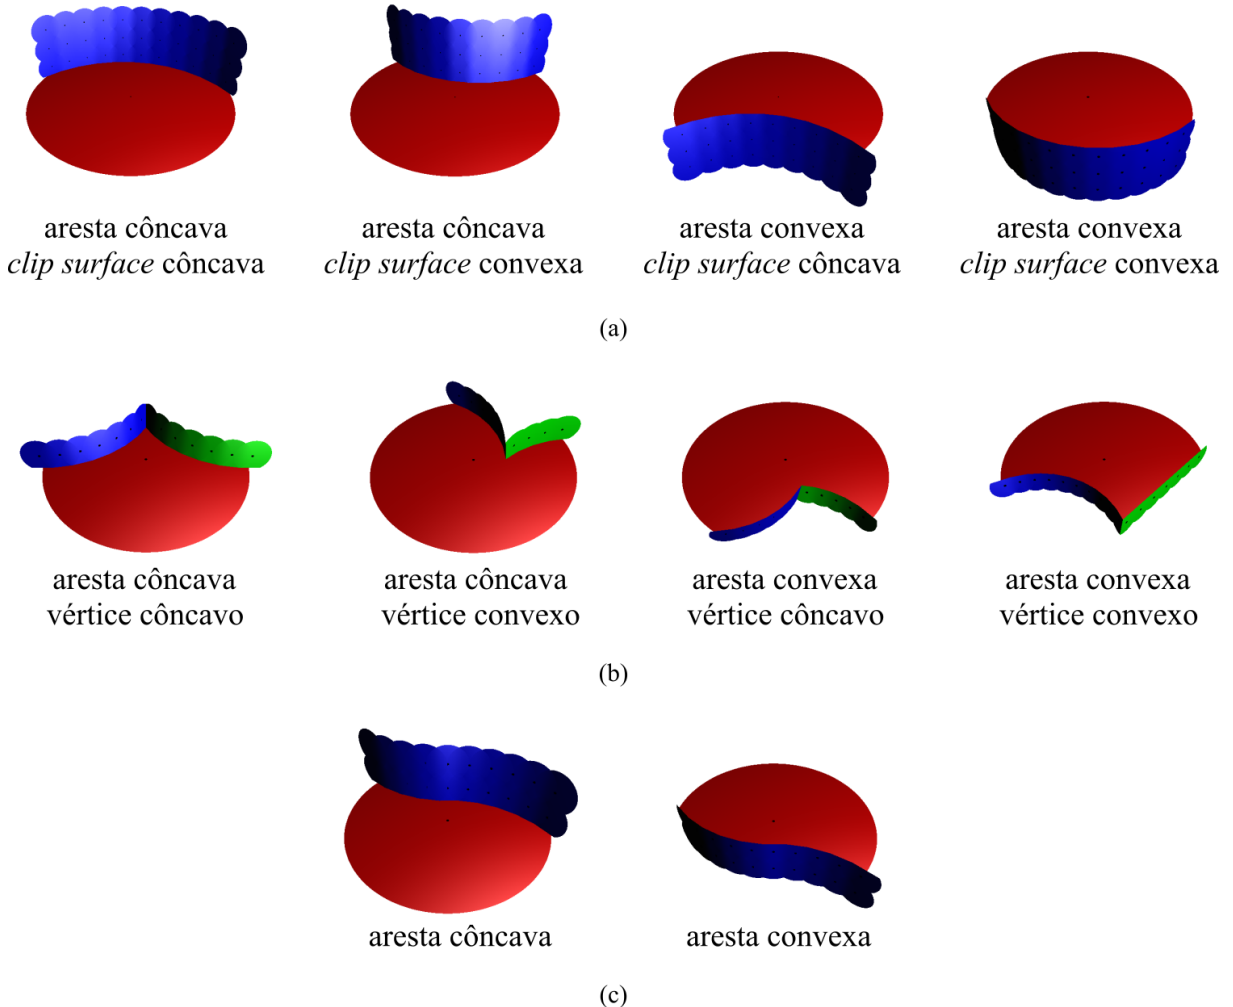 aresta côncava aresta côncava aresta convexa aresta convexa
clip surface côncava clip surface convexa clip surface côncava clip surface convexa
(a)
aresta côncava aresta côncava aresta convexa aresta convexa
vértice côncavo vértice convexo vértice côncavo vértice convexo
(b)
aresta côncava aresta convexa
(c)